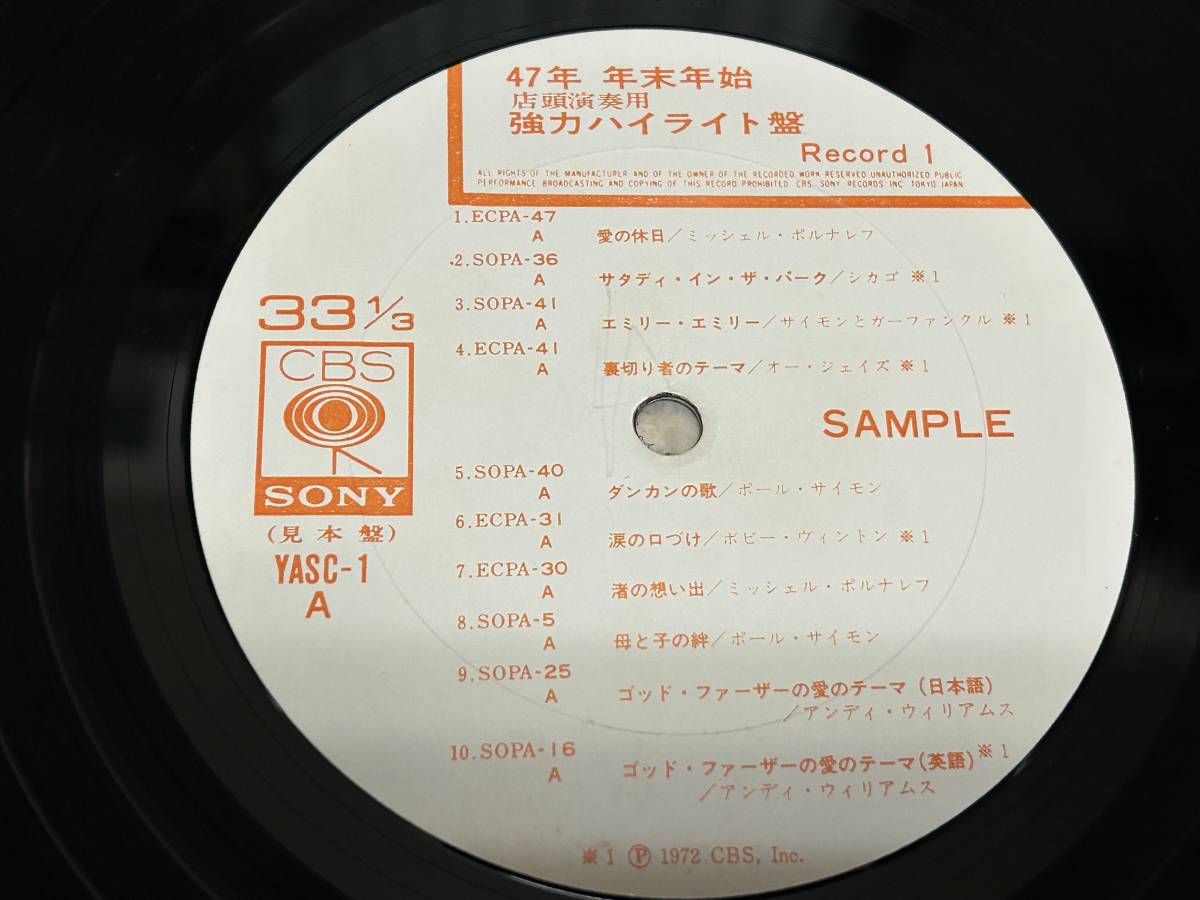 47年 年末年始
店頭演奏用
強力ハイライト盤
Record 1
ALL RIGHTS OF THE MANUFACTURER AND OF THE OWNER OF THE RECORDED WORK RESERVED UNAUTHORIZED PUBLIC
PERFORMANCE BROADCASTING AND COPYING OF THIS RECORD PROHIBITED CBS. SONY RECORDS INC TOKYO JAPAN
33 1/3
CBS
SONY
(見本盤)
YASC-1
A
1.ECPA-47
A 愛の休日/ミッシェル・ポルナレフ
2.SOPA-36
A サタディ・イン・ザ・パーク/シカゴ ※1
3.SOPA-41
A エミリー・エミリー/サイモンとガーファンクル ※1
4.ECPA-41
A 裏切り者のテーマ/オー・ジェイズ ※1
SAMPLE
5.SOPA-40
A ダンカンの歌/ポール・サイモン
6.ECPA-31
A 涙の口づけ/ボビー・ヴィントン ※1
7.ECPA-30
A 渚の想い出/ミッシェル・ポルナレフ
8.SOPA-5
A 母と子の絆/ポール・サイモン
9.SOPA-25
A ゴッド・ファーザーの愛のテーマ(日本語)
/アンディ・ウィリアムス
10.SOPA-16
A ゴッド・ファーザーの愛のテーマ(英語)※1
/アンディ・ウィリアムス
※1 Ⓟ 1972 CBS, Inc.